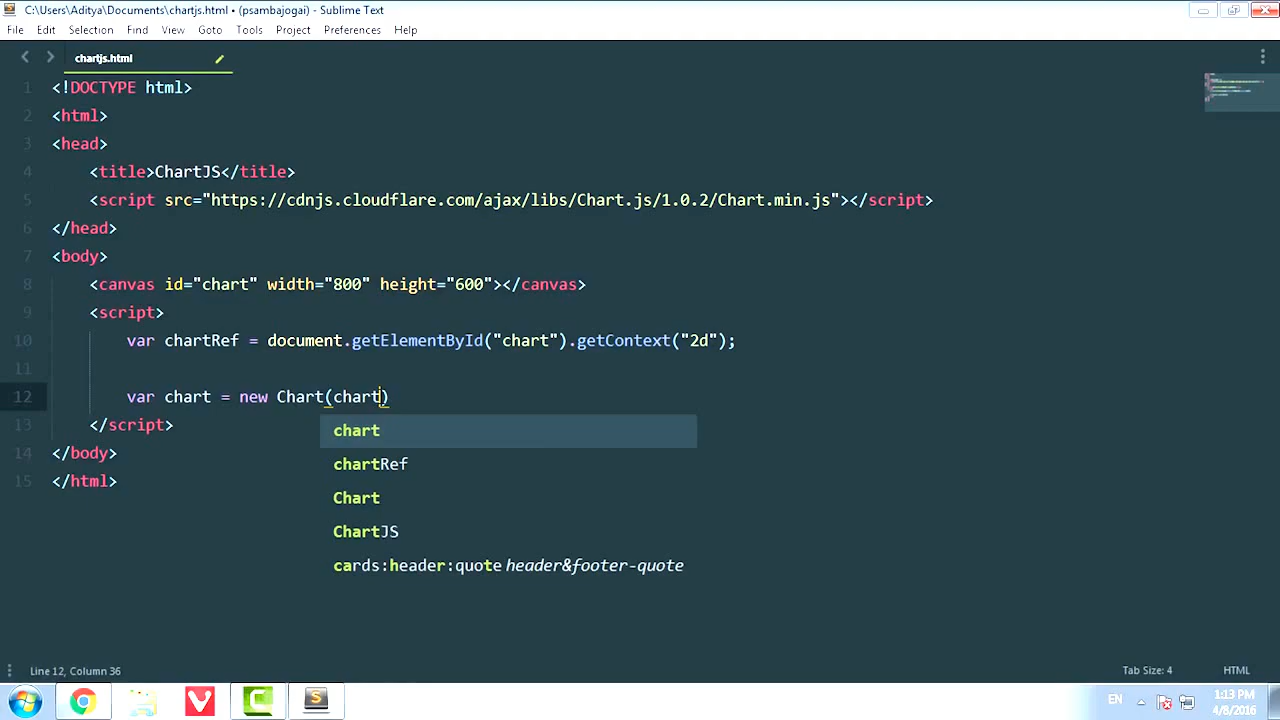 C:\Users\Aditya\Documents\chartjs.html • (psambajogai) - Sublime Text
File Edit Selection Find View Goto Tools Project Preferences Help
chartjs.html
1 <!DOCTYPE html>
2 <html>
3 <head>
4 <title>ChartJS</title>
5 <script src="https://cdnjs.cloudflare.com/ajax/libs/Chart.js/1.0.2/Chart.min.js"></script>
6 </head>
7 <body>
8 <canvas id="chart" width="800" height="600"></canvas>
9 <script>
10 var chartRef = document.getElementById("chart").getContext("2d");
11
12 var chart = new Chart(chart)
chart
13 </script>
chartRef
14 </body>
15 </html>
Chart
ChartJS
cards:header:quote header&footer-quote
Line 12, Column 36
Tab Size: 4
HTML
EN
1:13 PM
4/8/2016